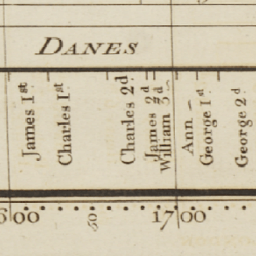 DANES
James 1st
Charles 1st
Charles 2d
James 2d
William 3d
Ann
George 1st
George 2d
600
50
1700